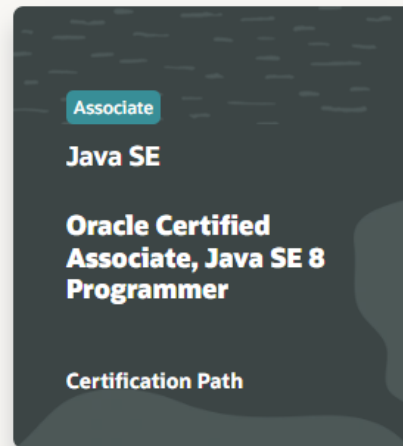 Associate
Java SE
Oracle Certified
Associate, Java SE 8
Programmer
Certification Path